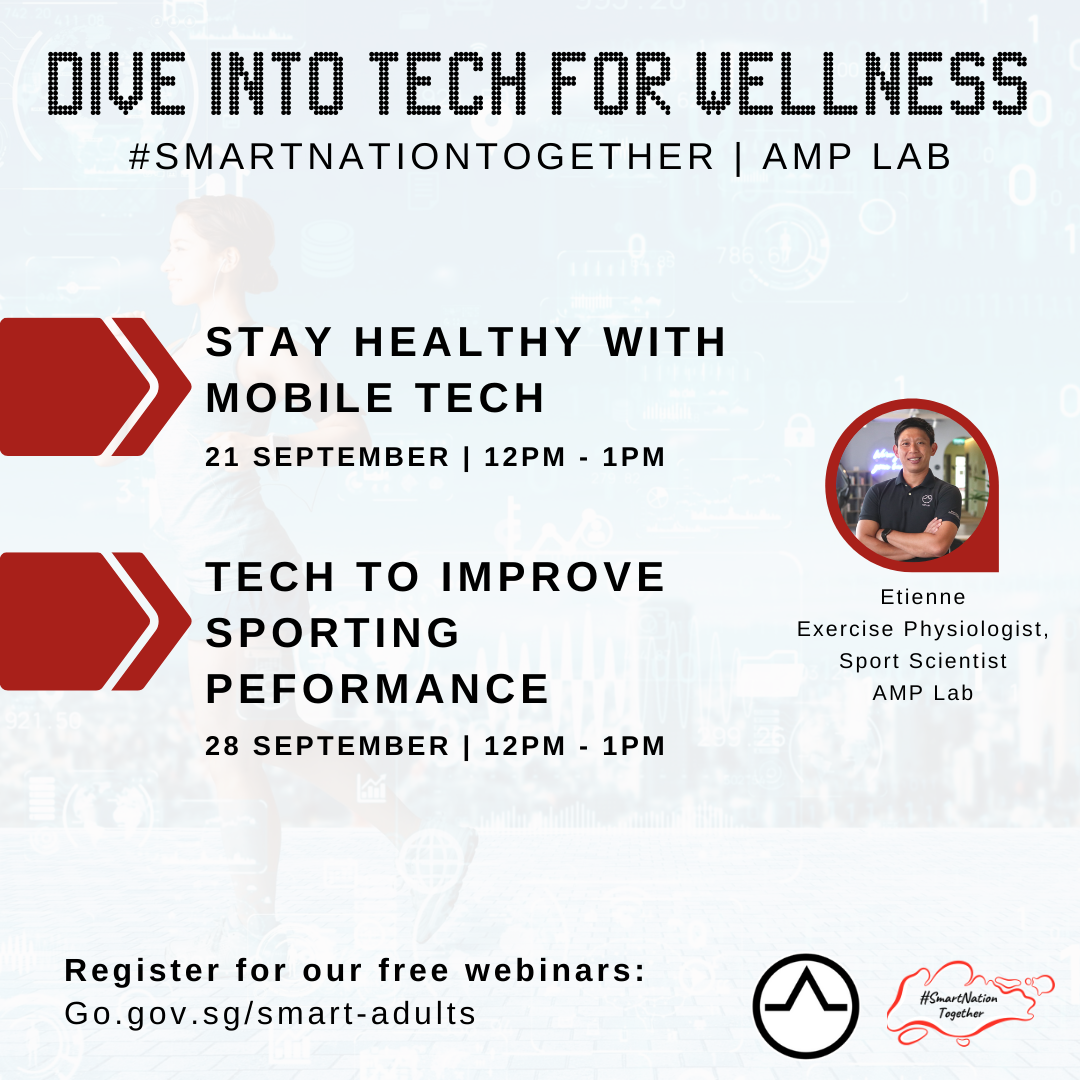 DIVE INTO TECH FOR WELLNESS
#SMARTNATIONTOGETHER | AMP LAB
STAY HEALTHY WITH
MOBILE TECH
21 SEPTEMBER | 12PM - 1PM
TECH TO IMPROVE
SPORTING
PEFORMANCE
28 SEPTEMBER | 12PM - 1PM
Etienne
Exercise Physiologist,
Sport Scientist
AMP Lab
Register for our free webinars:
Go.gov.sg/smart-adults
#SmartNation
Together